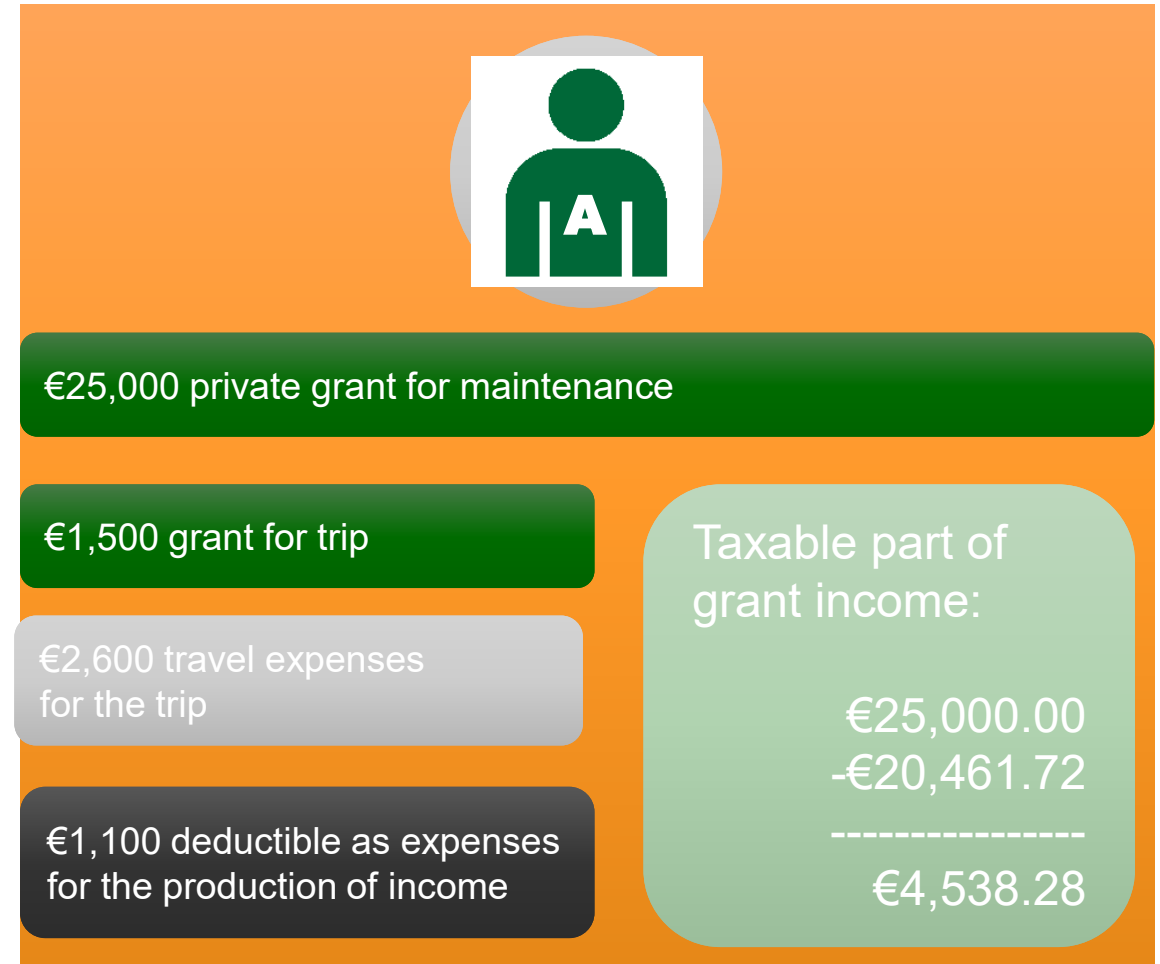 A
€25,000 private grant for maintenance
€1,500 grant for trip
€2,600 travel expenses
for the trip
€1,100 deductible as expenses
for the production of income
Taxable part of
grant income:
€25,000.00
-€20,461.72
----------------
€4,538.28